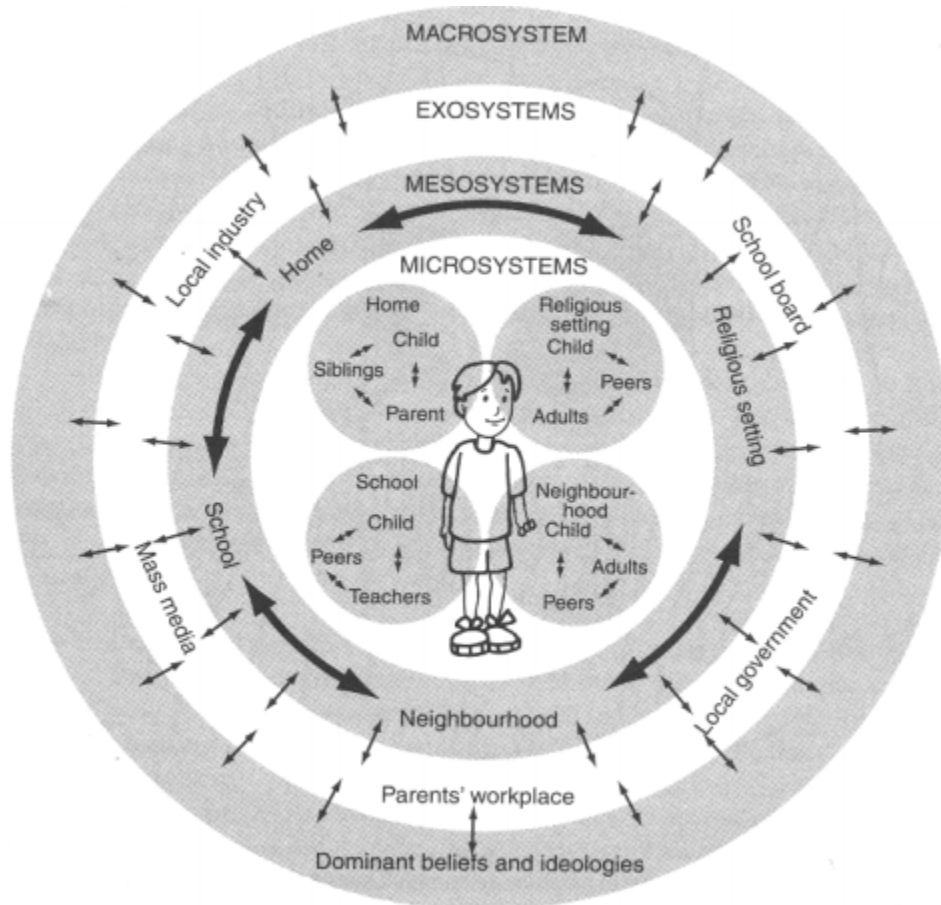 MACROSYSTEM
EXOSYSTEMS
MESOSYSTEMS
Local industry
Home
School board
Religious setting
MICROSYSTEMS
Home
Child
Siblings
Parent
Religious
setting
Child
Peers
Adults
School
Child
Peers
Teachers
Neighbour-
hood
Child
Adults
Peers
School
Mass media
Local government
Neighbourhood
Parents' workplace
Dominant beliefs and ideologies